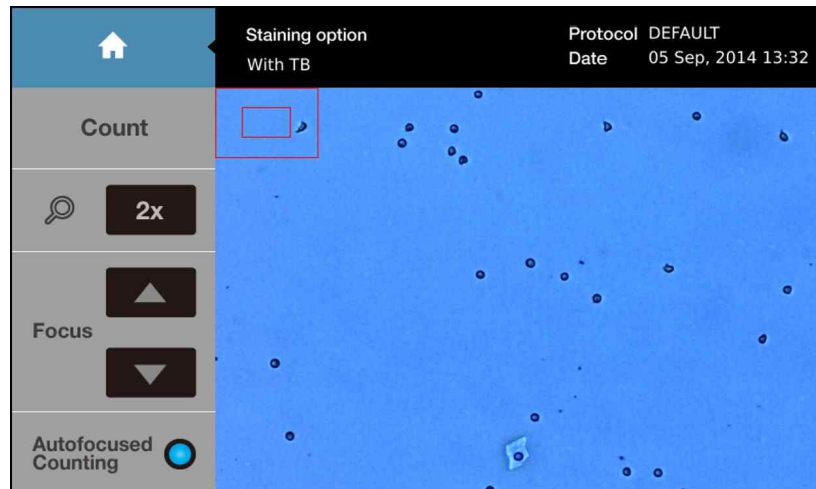 Staining option
With TB
Protocol DEFAULT
Date 05 Sep, 2014 13:32
Count
2x
Focus
Autofocused
Counting